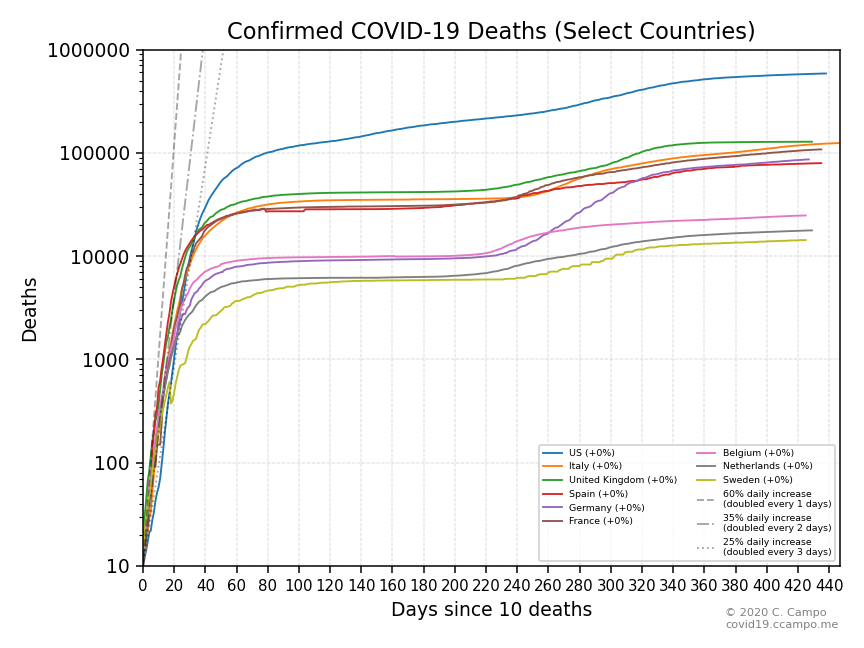 Confirmed COVID-19 Deaths (Select Countries)
1000000
100000
10000
1000
100
10
Deaths
0 20 40 60 80 100 120 140 160 180 200 220 240 260 280 300 320 340 360 380 400 420 440
Days since 10 deaths
US (+0%)
Italy (+0%)
United Kingdom (+0%)
Spain (+0%)
Germany (+0%)
France (+0%)
Belgium (+0%)
Netherlands (+0%)
Sweden (+0%)
60% daily increase
(doubled every 1 days)
35% daily increase
(doubled every 2 days)
25% daily increase
(doubled every 3 days)
© 2020 C. Campo
covid19.ccampo.me